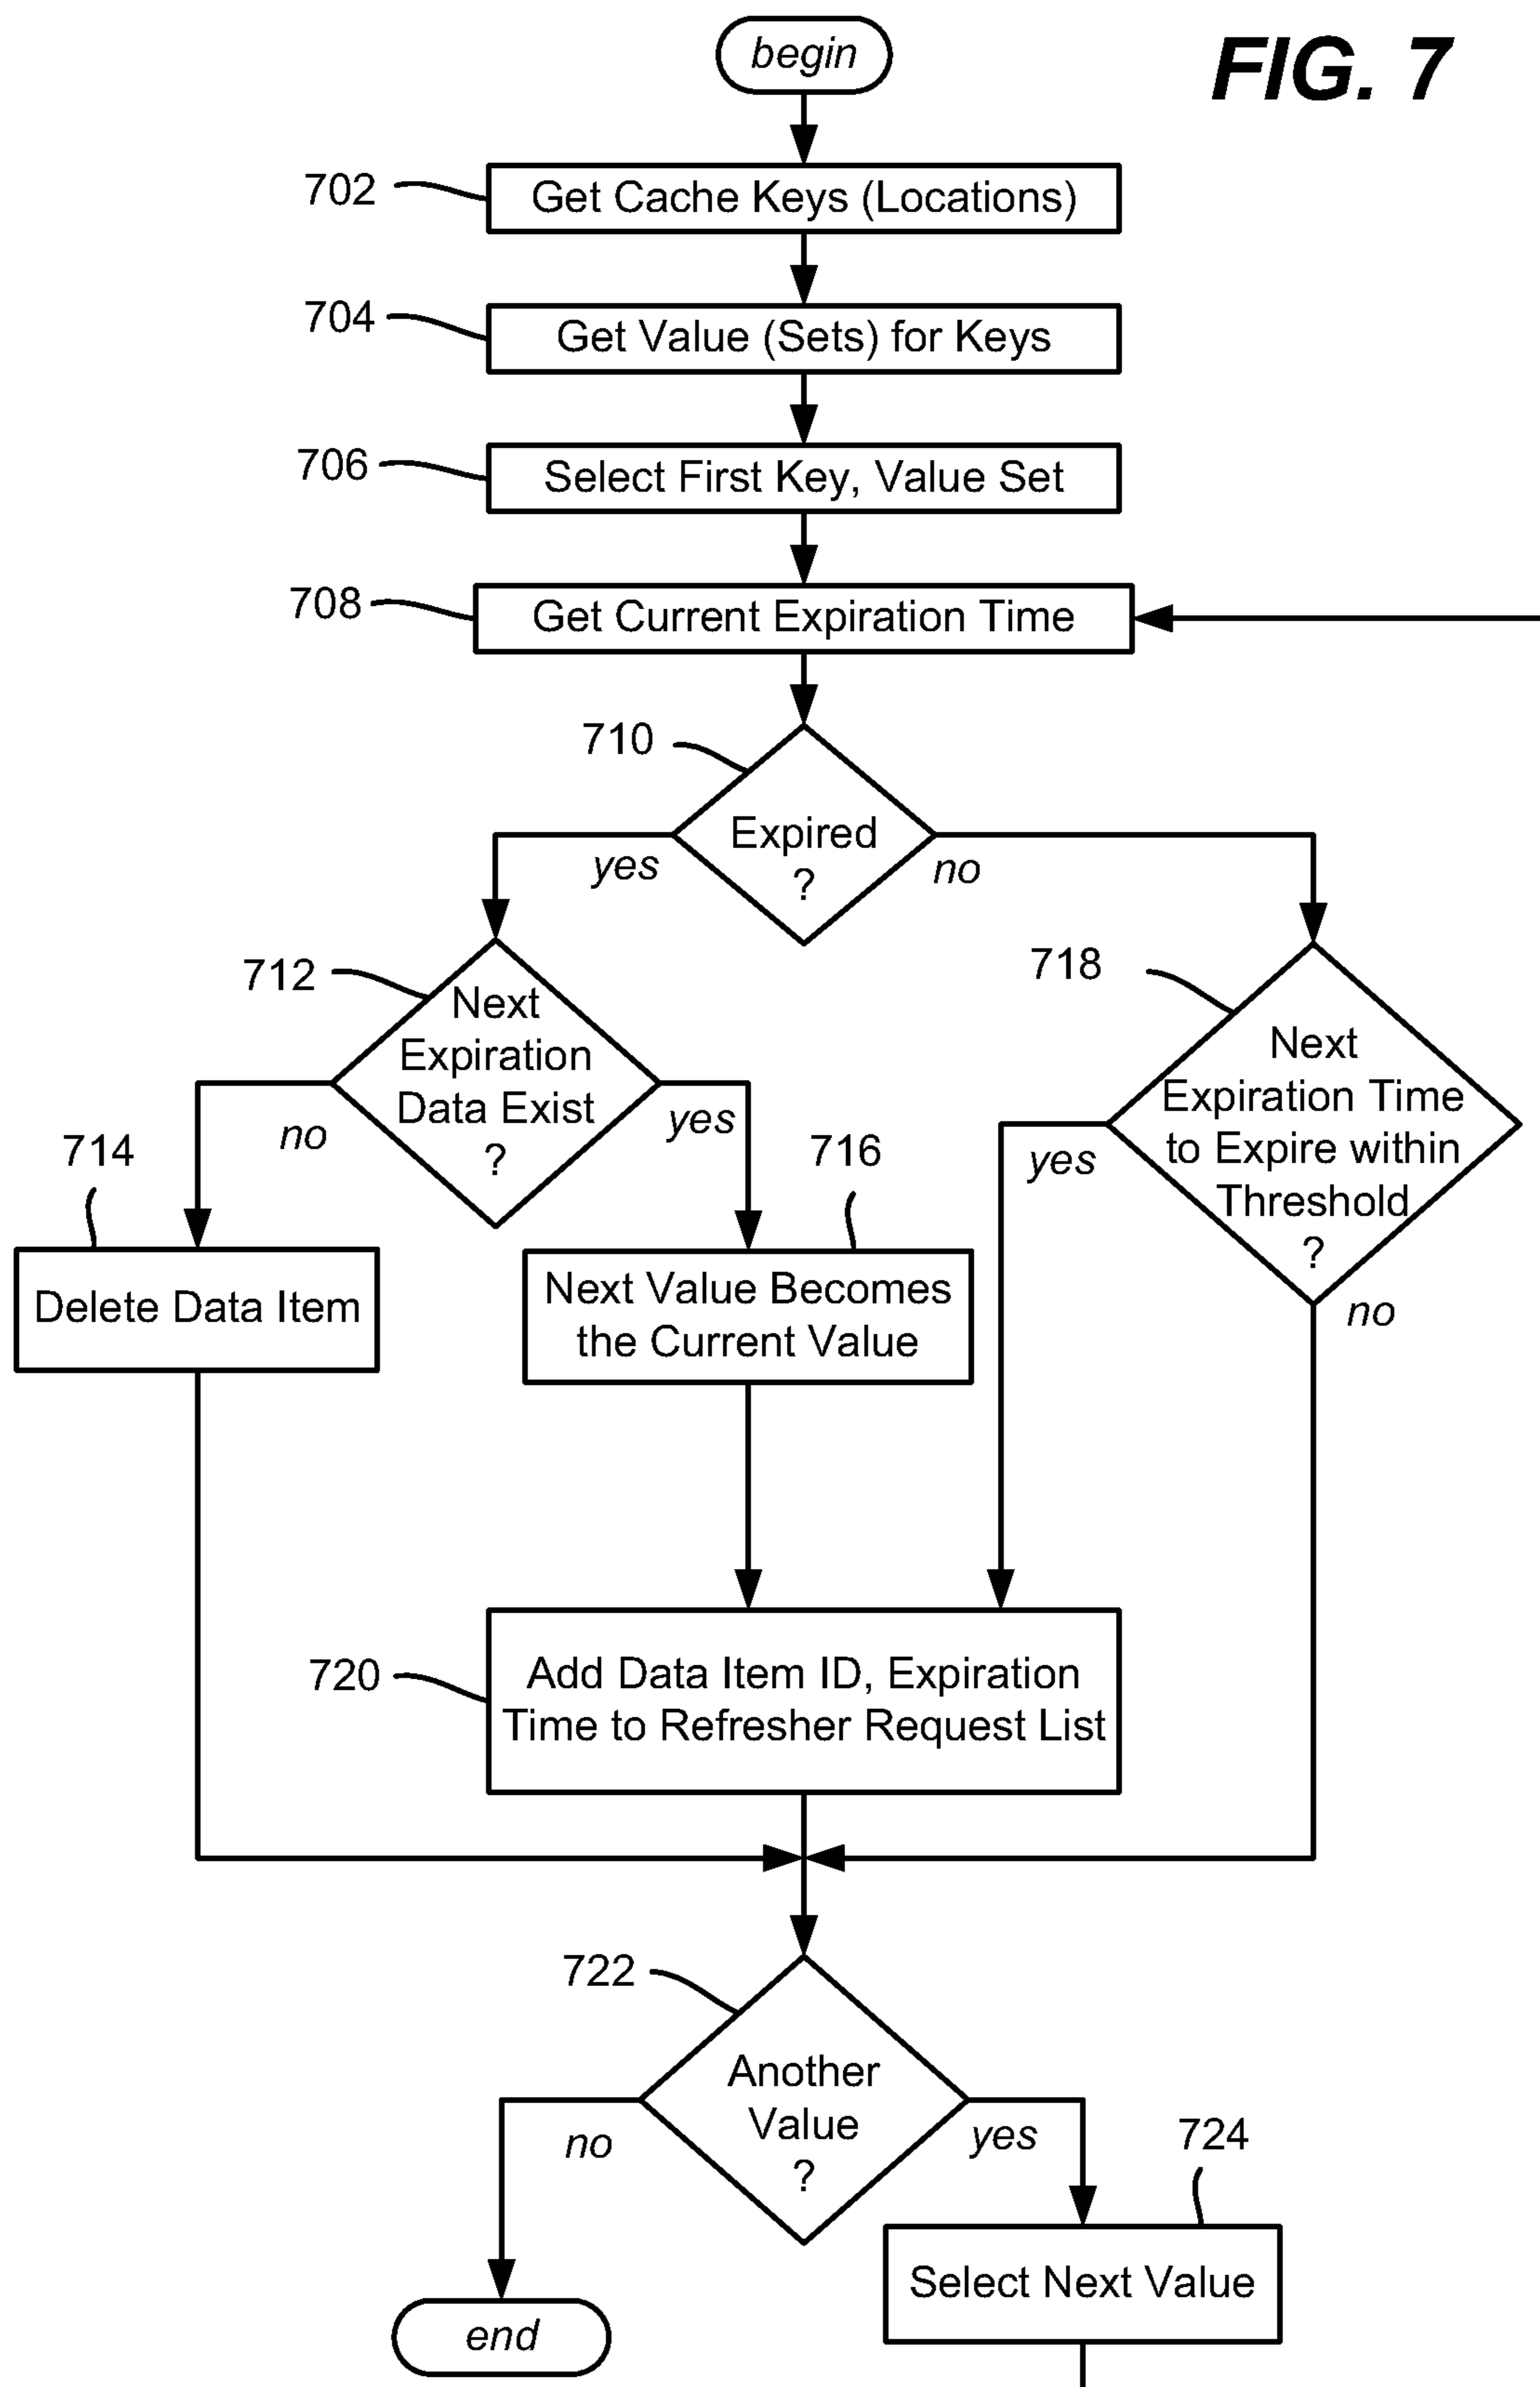 begin
FIG. 7
702
Get Cache Keys (Locations)
704
Get Value (Sets) for Keys
706
Select First Key, Value Set
708
Get Current Expiration Time
710
Expired
?
yes
no
712
Next
Expiration
Data Exist
?
no
yes
718
Next
Expiration Time
to Expire within
Threshold
?
yes
no
714
Delete Data Item
716
Next Value Becomes
the Current Value
720
Add Data Item ID, Expiration
Time to Refresher Request List
722
Another
Value
?
no
yes
724
Select Next Value
end